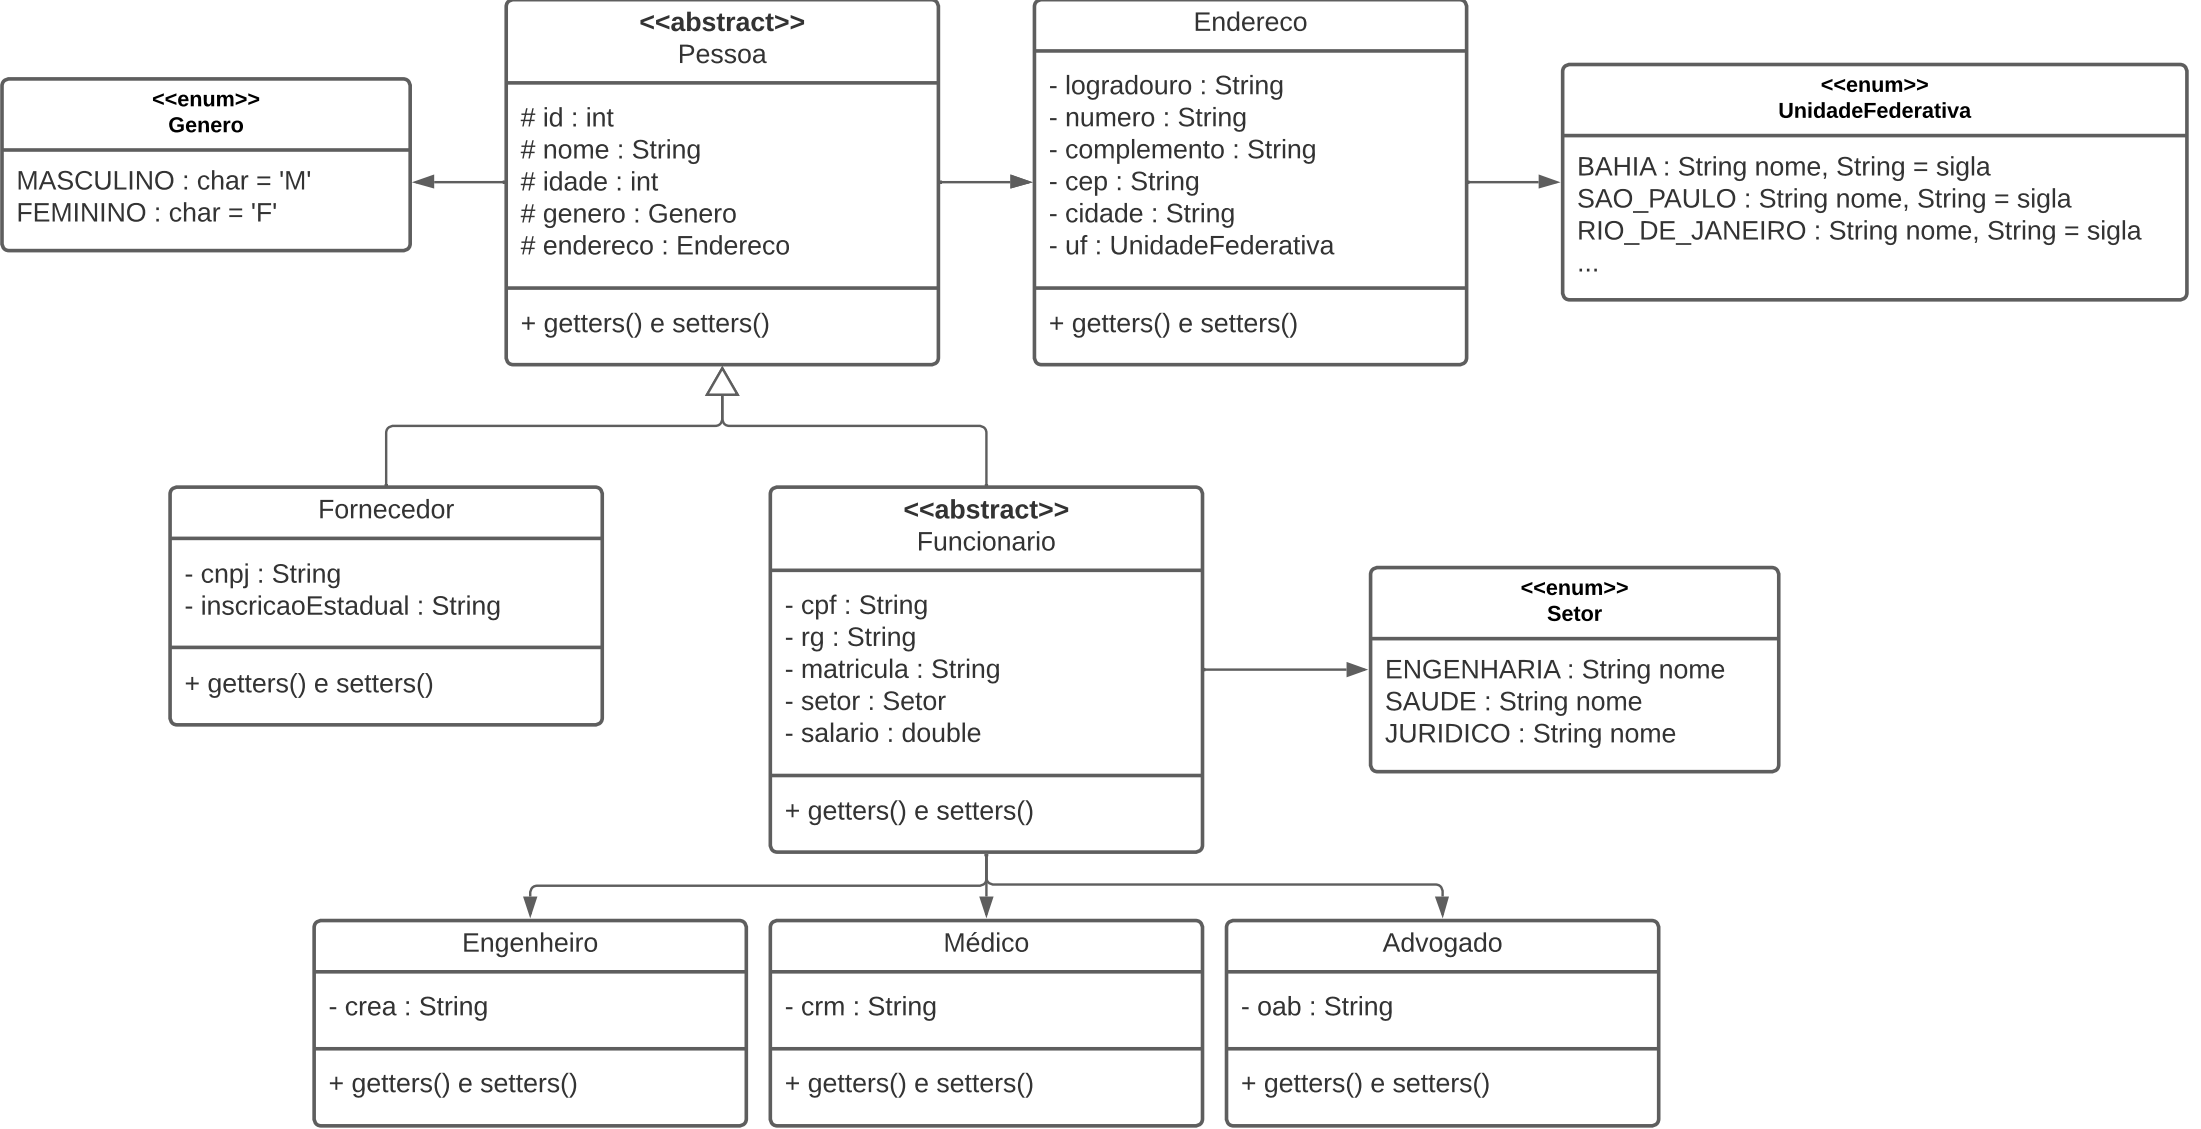 <<abstract>>
Pessoa
# id : int
# nome : String
# idade : int
# genero : Genero
# endereco : Endereco
+ getters() e setters()
Endereco
- logradouro : String
- numero : String
- complemento : String
- cep : String
- cidade : String
- uf : UnidadeFederativa
+ getters() e setters()
<<enum>>
Genero
MASCULINO : char = 'M'
FEMININO : char = 'F'
<<enum>>
UnidadeFederativa
BAHIA : String nome, String = sigla
SAO_PAULO : String nome, String = sigla
RIO_DE_JANEIRO : String nome, String = sigla
...
Fornecedor
- cnpj : String
- inscricaoEstadual : String
+ getters() e setters()
<<abstract>>
Funcionario
- cpf : String
- rg : String
- matricula : String
- setor : Setor
- salario : double
+ getters() e setters()
<<enum>>
Setor
ENGENHARIA : String nome
SAUDE : String nome
JURIDICO : String nome
Engenheiro
- crea : String
+ getters() e setters()
Médico
- crm : String
+ getters() e setters()
Advogado
- oab : String
+ getters() e setters()